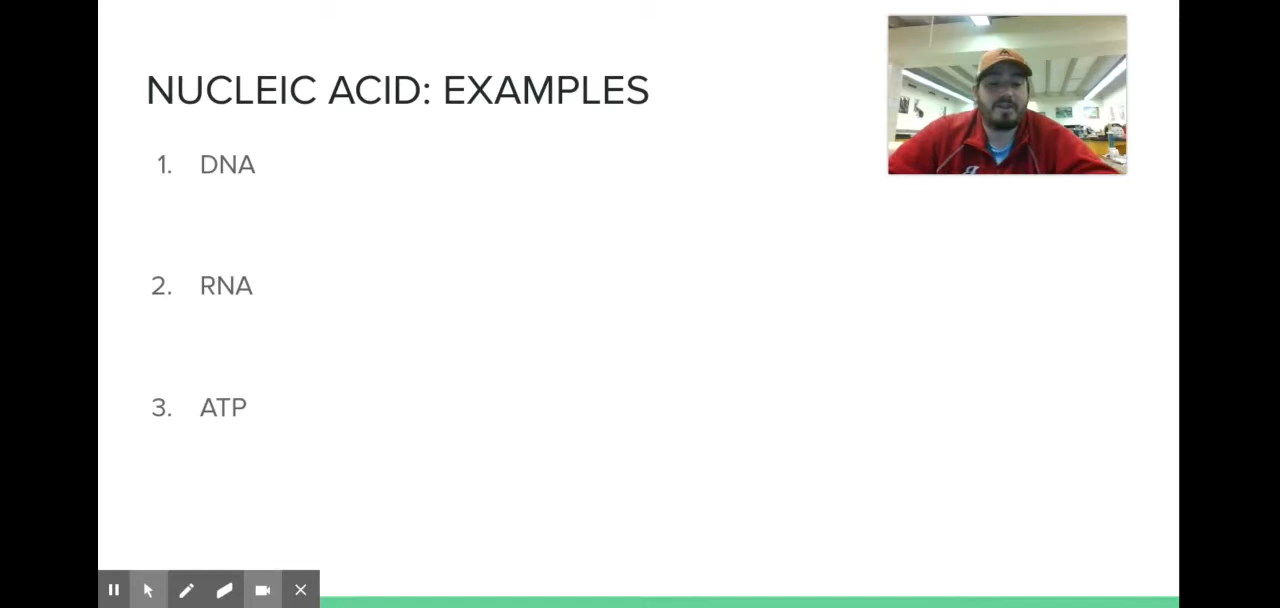 NUCLEIC ACID: EXAMPLES
1. DNA
2. RNA
3. ATP